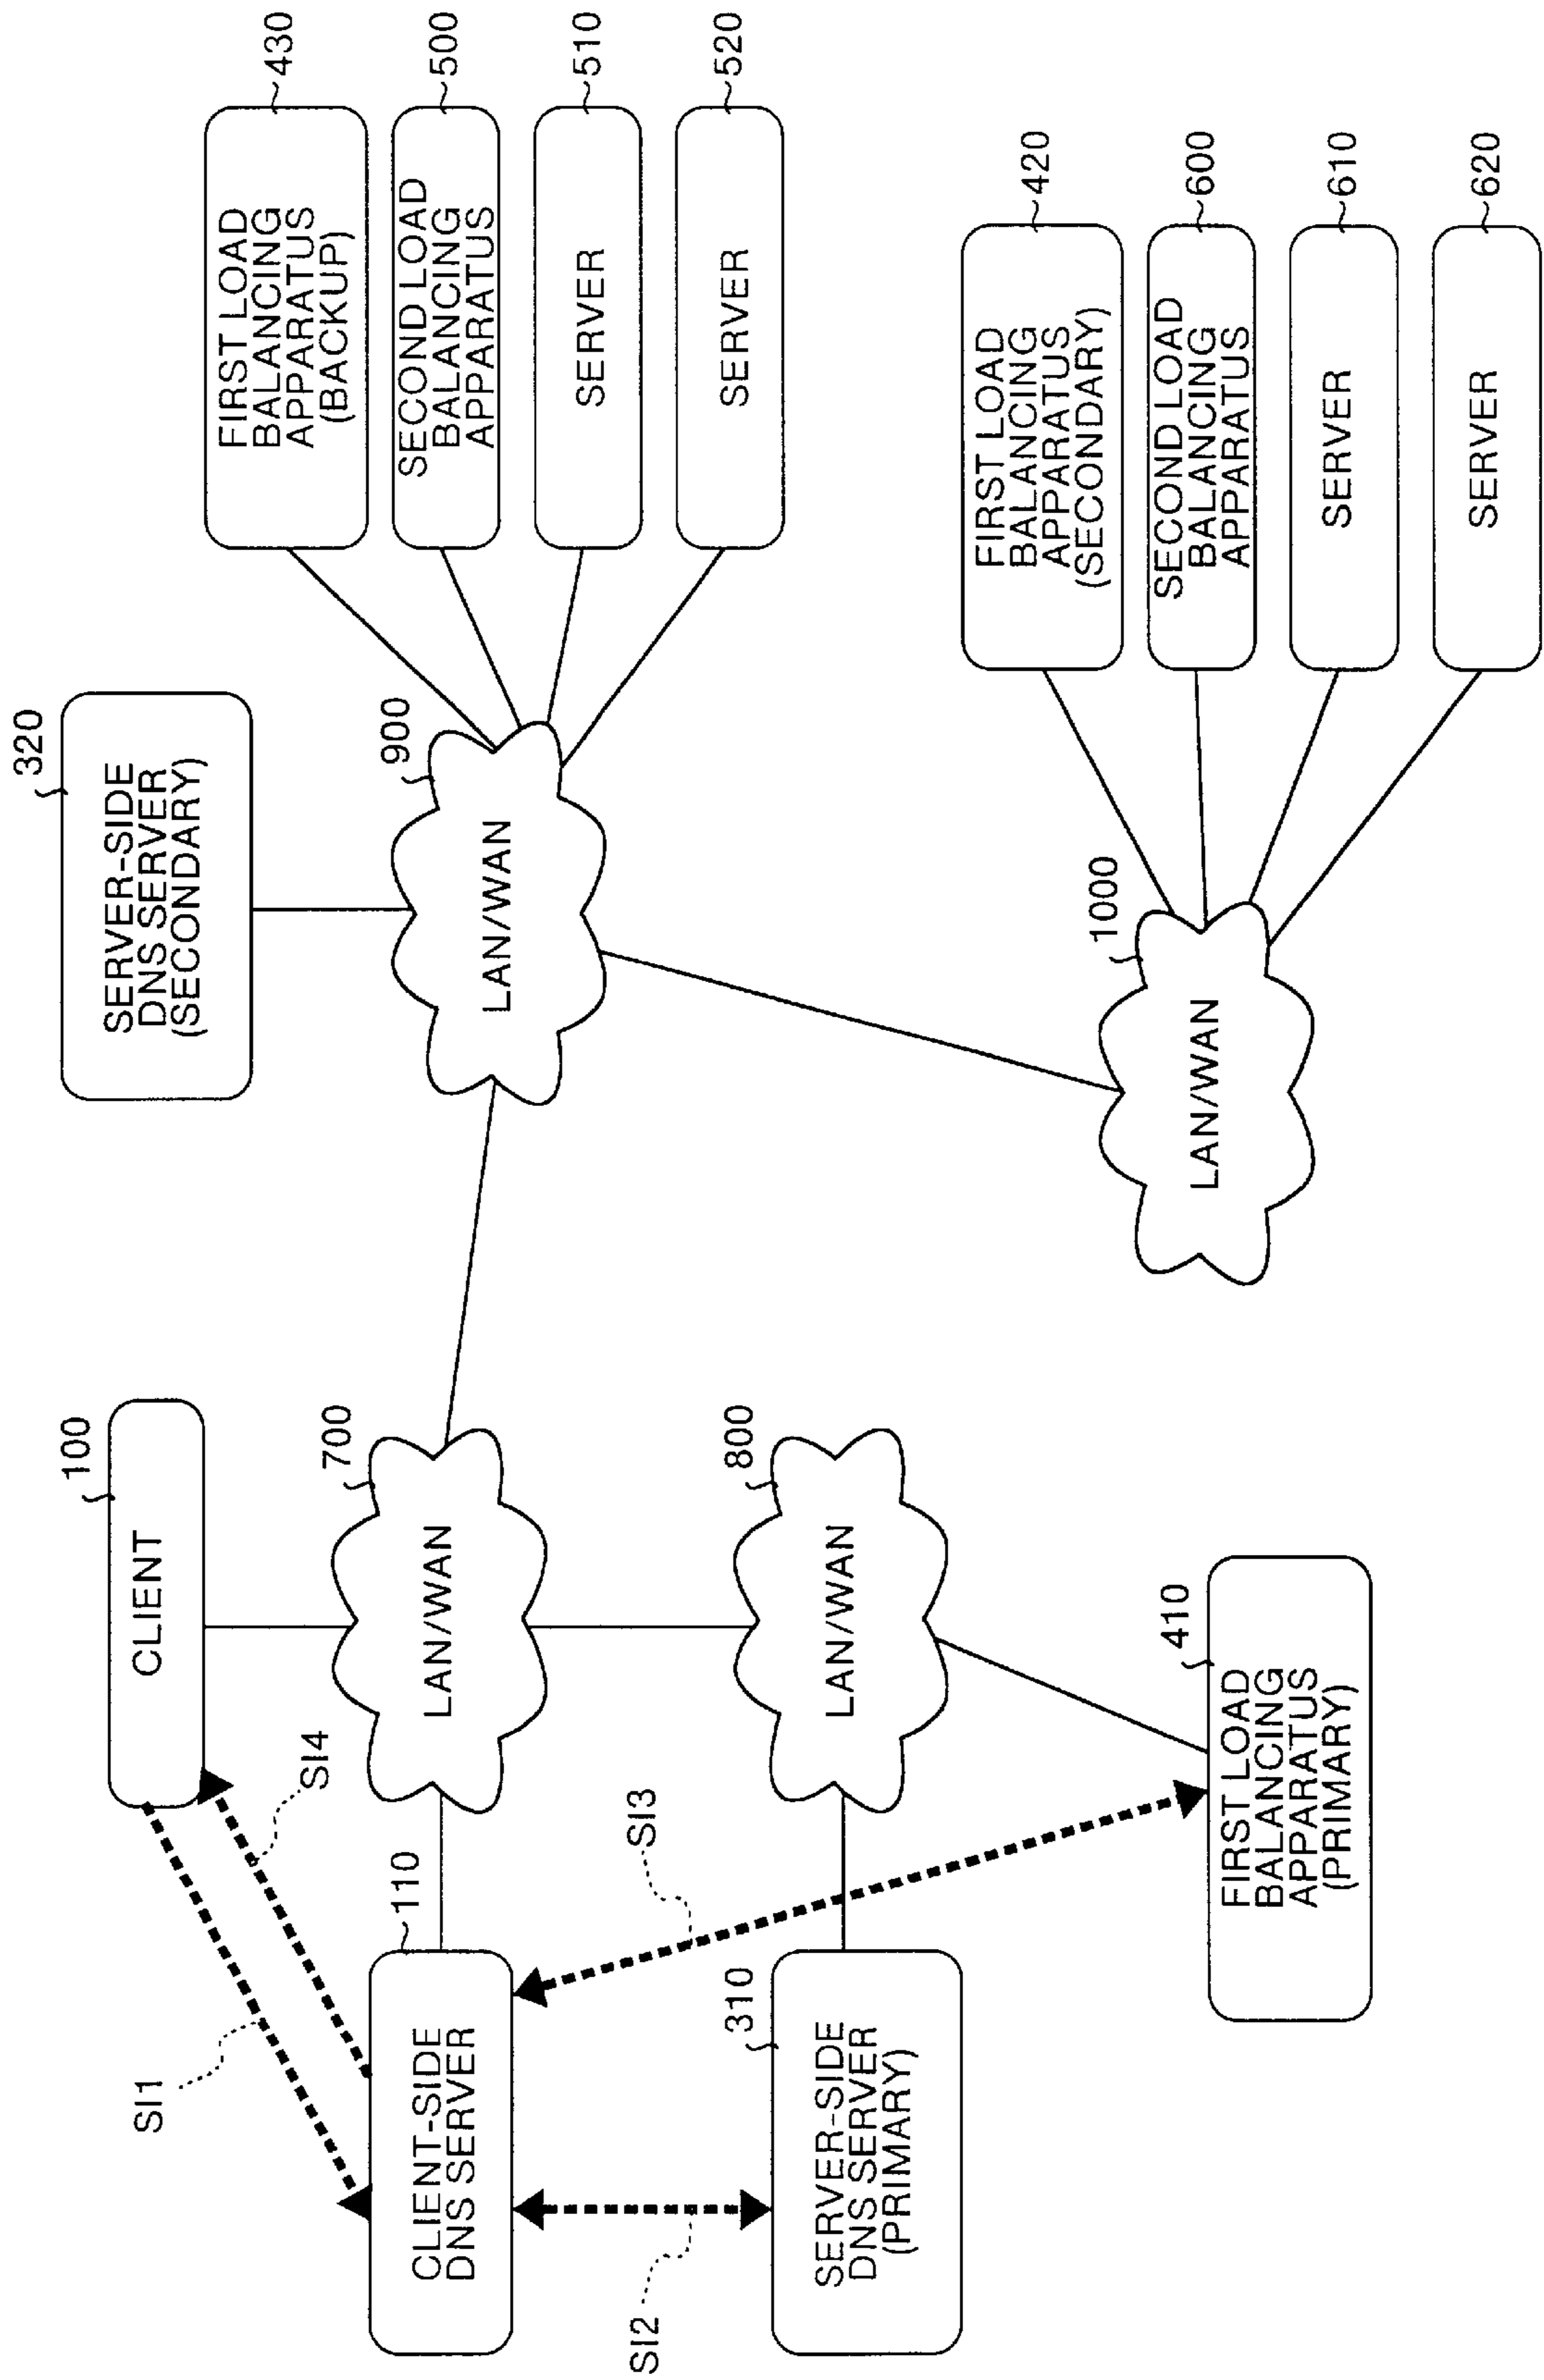 100
CLIENT
SI1
SI4
110
CLIENT-SIDE
DNS SERVER
700
LAN/WAN
SI2
SI3
310
SERVER-SIDE
DNS SERVER
(PRIMARY)
800
LAN/WAN
410
FIRST LOAD
BALANCING
APPARATUS
(PRIMARY)
320
SERVER-SIDE
DNS SERVER
(SECONDARY)
900
LAN/WAN
430
FIRST LOAD
BALANCING
APPARATUS
(BACKUP)
500
SECOND LOAD
BALANCING
APPARATUS
510
SERVER
520
SERVER
1000
LAN/WAN
420
FIRST LOAD
BALANCING
APPARATUS
(SECONDARY)
600
SECOND LOAD
BALANCING
APPARATUS
610
SERVER
620
SERVER